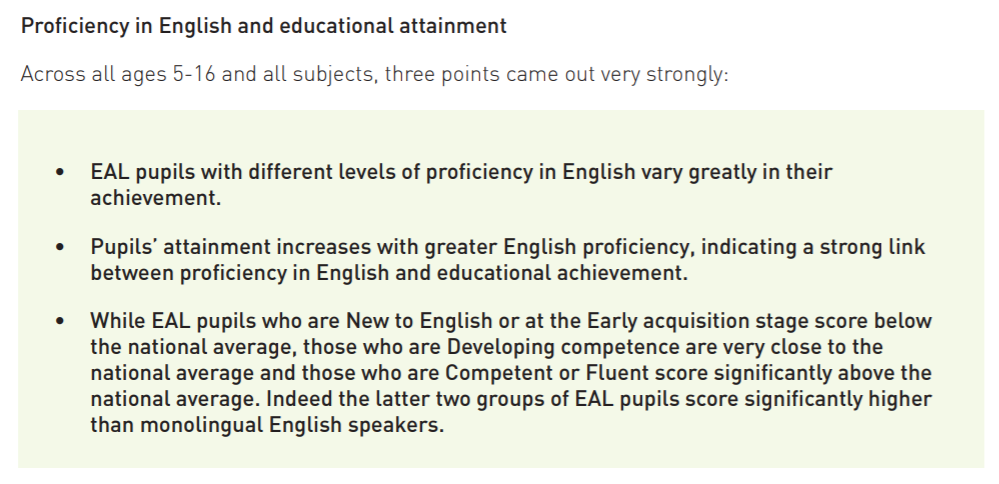 Proficiency in English and educational attainment
Across all ages 5-16 and all subjects, three points came out very strongly:
• EAL pupils with different levels of proficiency in English vary greatly in their
achievement.
• Pupils’ attainment increases with greater English proficiency, indicating a strong link
between proficiency in English and educational achievement.
• While EAL pupils who are New to English or at the Early acquisition stage score below
the national average, those who are Developing competence are very close to the
national average and those who are Competent or Fluent score significantly above the
national average. Indeed the latter two groups of EAL pupils score significantly higher
than monolingual English speakers.